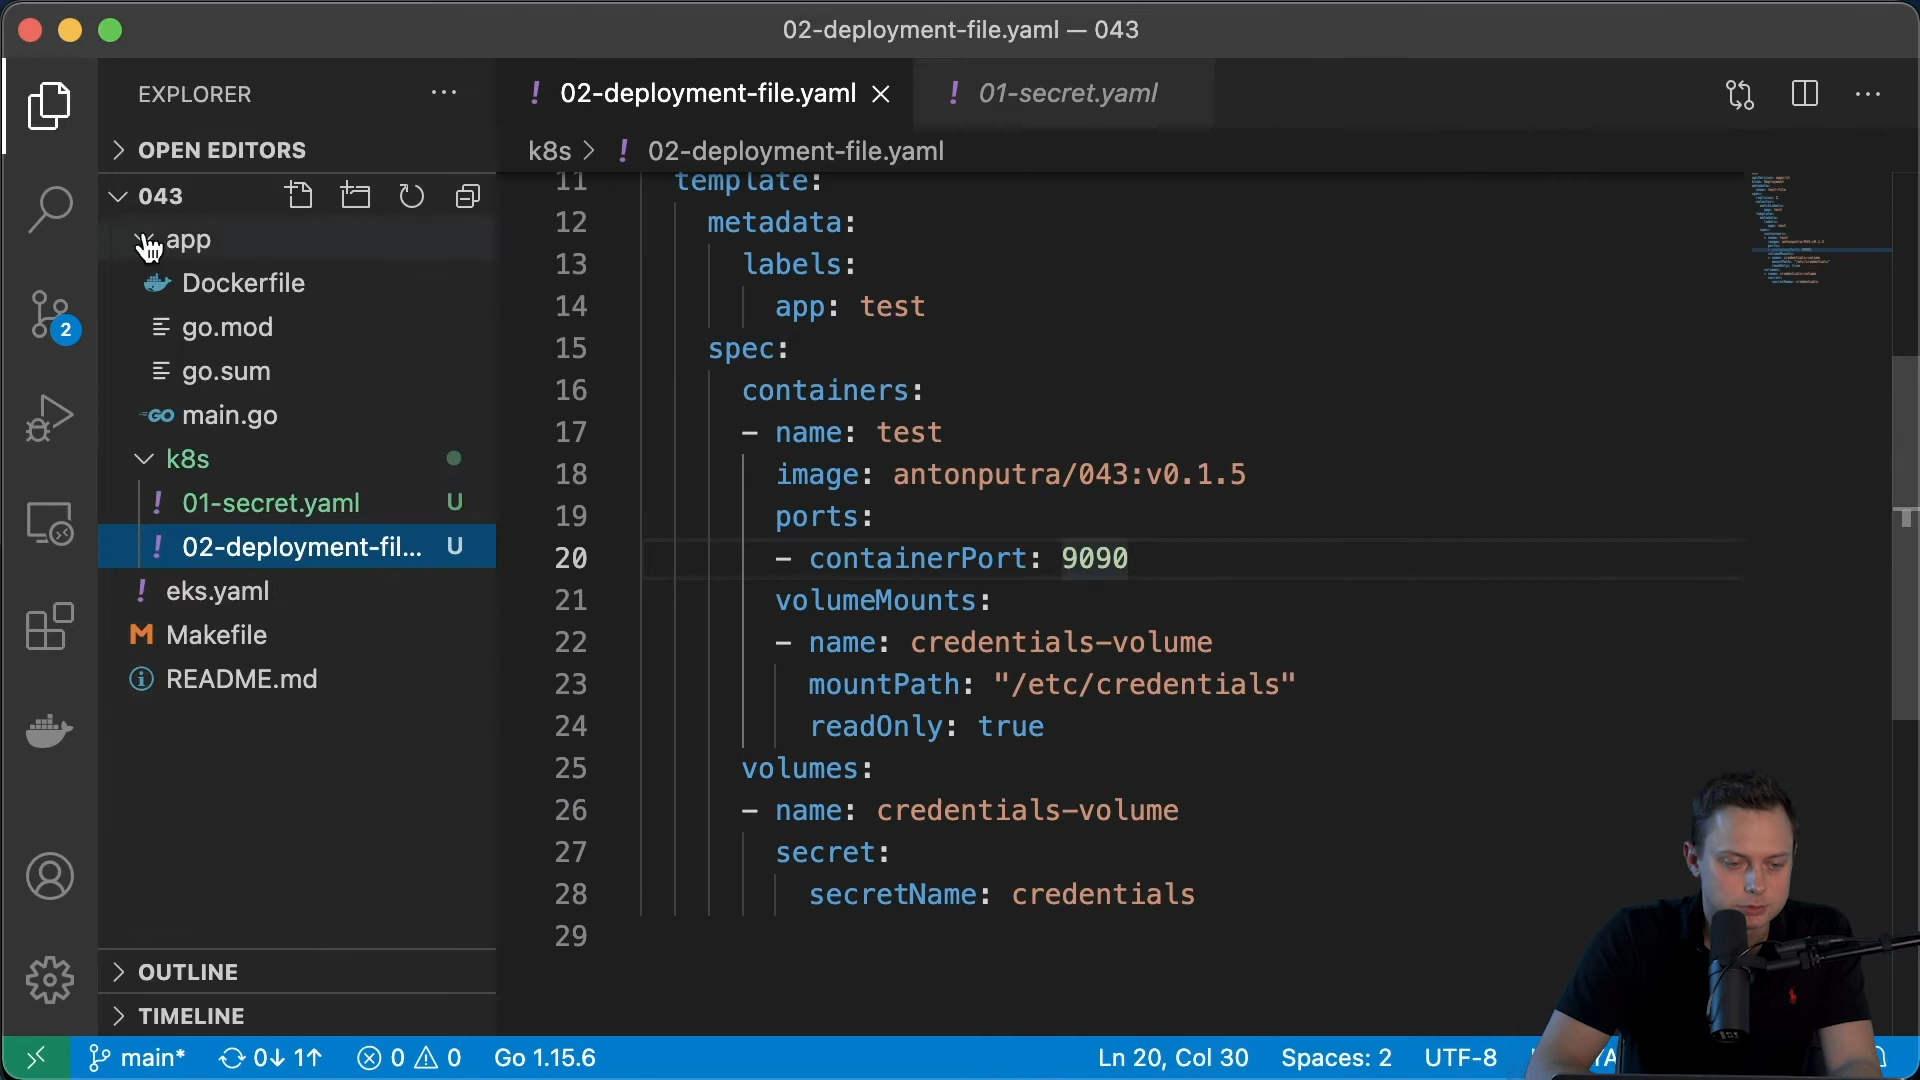 02-deployment-file.yaml — 043
EXPLORER
! 02-deployment-file.yaml
! 01-secret.yaml
OPEN EDITORS
k8s > ! 02-deployment-file.yaml
043
app
Dockerfile
go.mod
go.sum
GO main.go
k8s
! 01-secret.yaml U
! 02-deployment-fil... U
! eks.yaml
M Makefile
README.md
OUTLINE
TIMELINE
2
11 template:
12 metadata:
13 labels:
14 app: test
15 spec:
16 containers:
17 - name: test
18 image: antonputra/043:v0.1.5
19 ports:
20 - containerPort: 9090
21 volumeMounts:
22 - name: credentials-volume
23 mountPath: "/etc/credentials"
24 readOnly: true
25 volumes:
26 - name: credentials-volume
27 secret:
28 secretName: credentials
29
main* 0↓ 1↑ 0 0 Go 1.15.6 Ln 20, Col 30 Spaces: 2 UTF-8